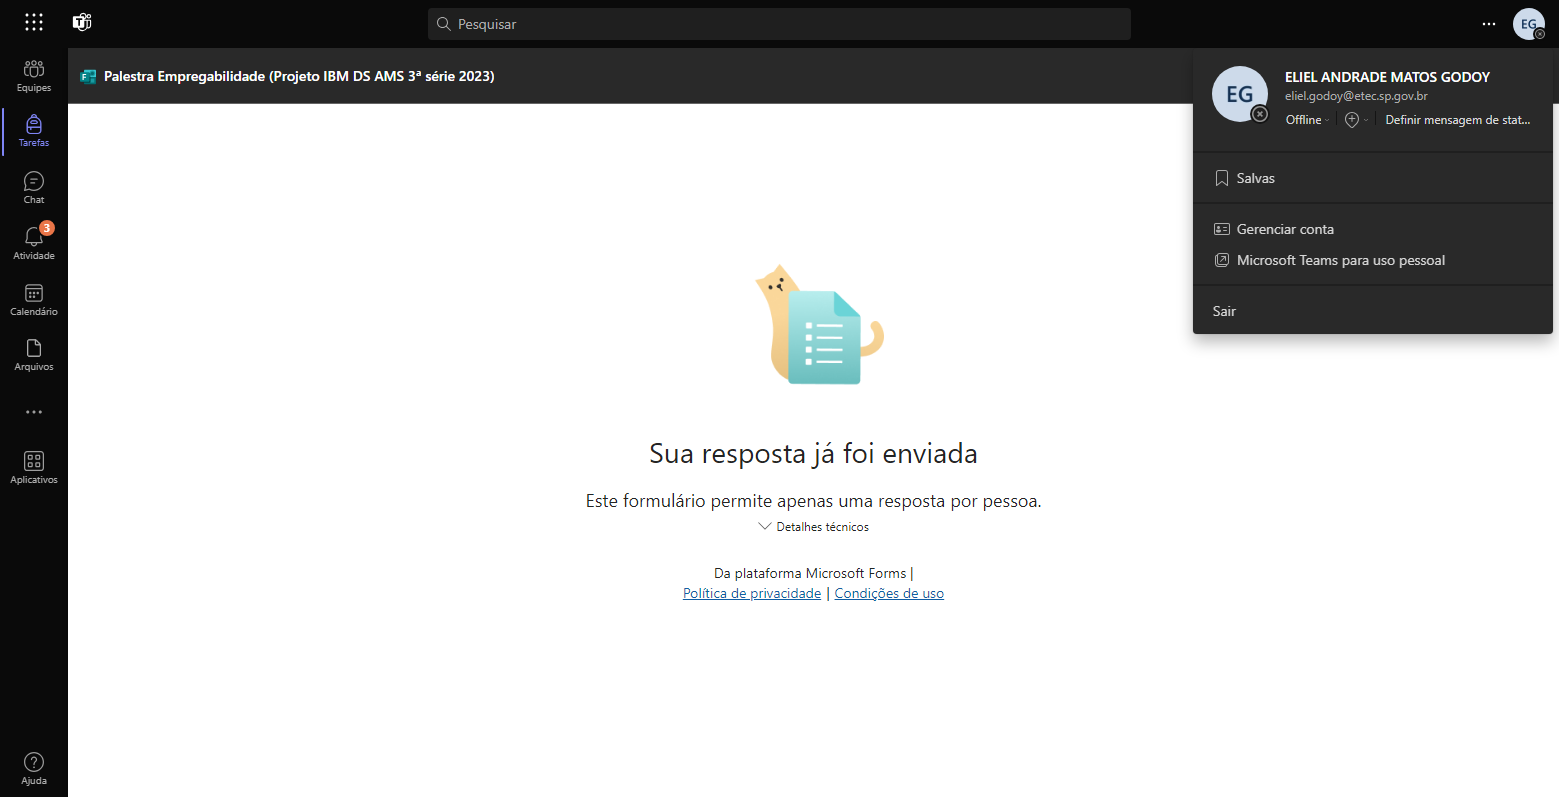 Pesquisar
EG
Equipes
Tarefas
Chat
3
Atividade
Calendário
Arquivos
Aplicativos
Ajuda
Palestra Empregabilidade (Projeto IBM DS AMS 3ª série 2023)
EG
ELIEL ANDRADE MATOS GODOY
eliel.godoy@etec.sp.gov.br
Offline
Definir mensagem de stat...
Salvas
Gerenciar conta
Microsoft Teams para uso pessoal
Sair
Sua resposta já foi enviada
Este formulário permite apenas uma resposta por pessoa.
Detalhes técnicos
Da plataforma Microsoft Forms |
Política de privacidade | Condições de uso